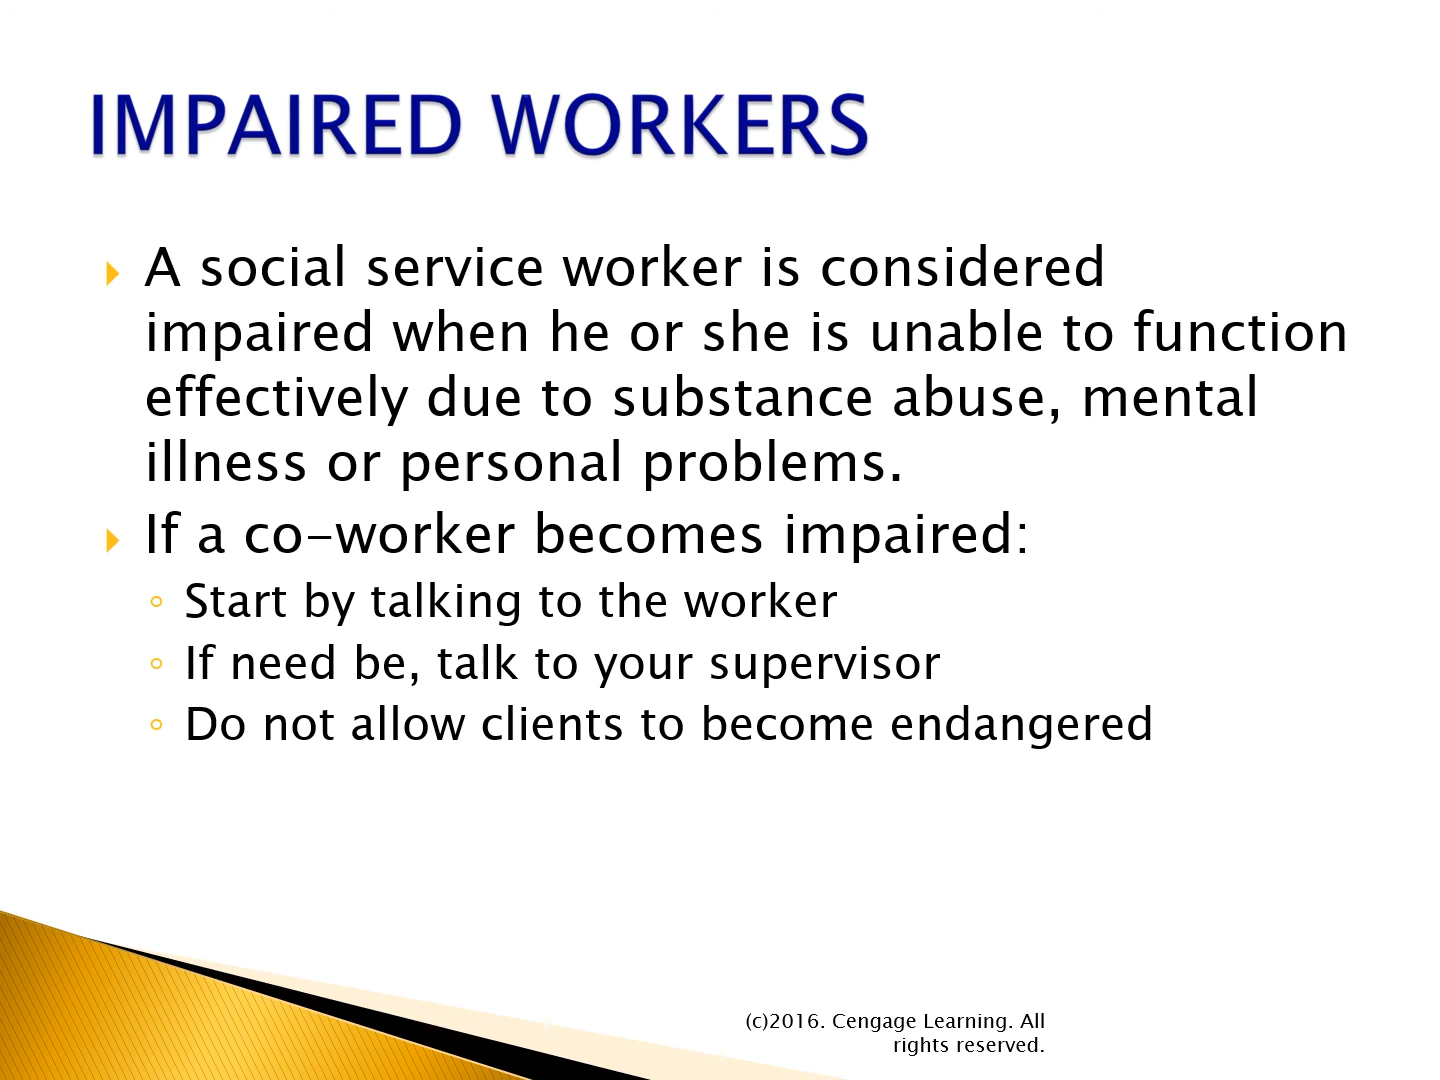 IMPAIRED WORKERS
A social service worker is considered
impaired when he or she is unable to function
effectively due to substance abuse, mental
illness or personal problems.
If a co-worker becomes impaired:
Start by talking to the worker
If need be, talk to your supervisor
Do not allow clients to become endangered
(c)2016. Cengage Learning. All
rights reserved.